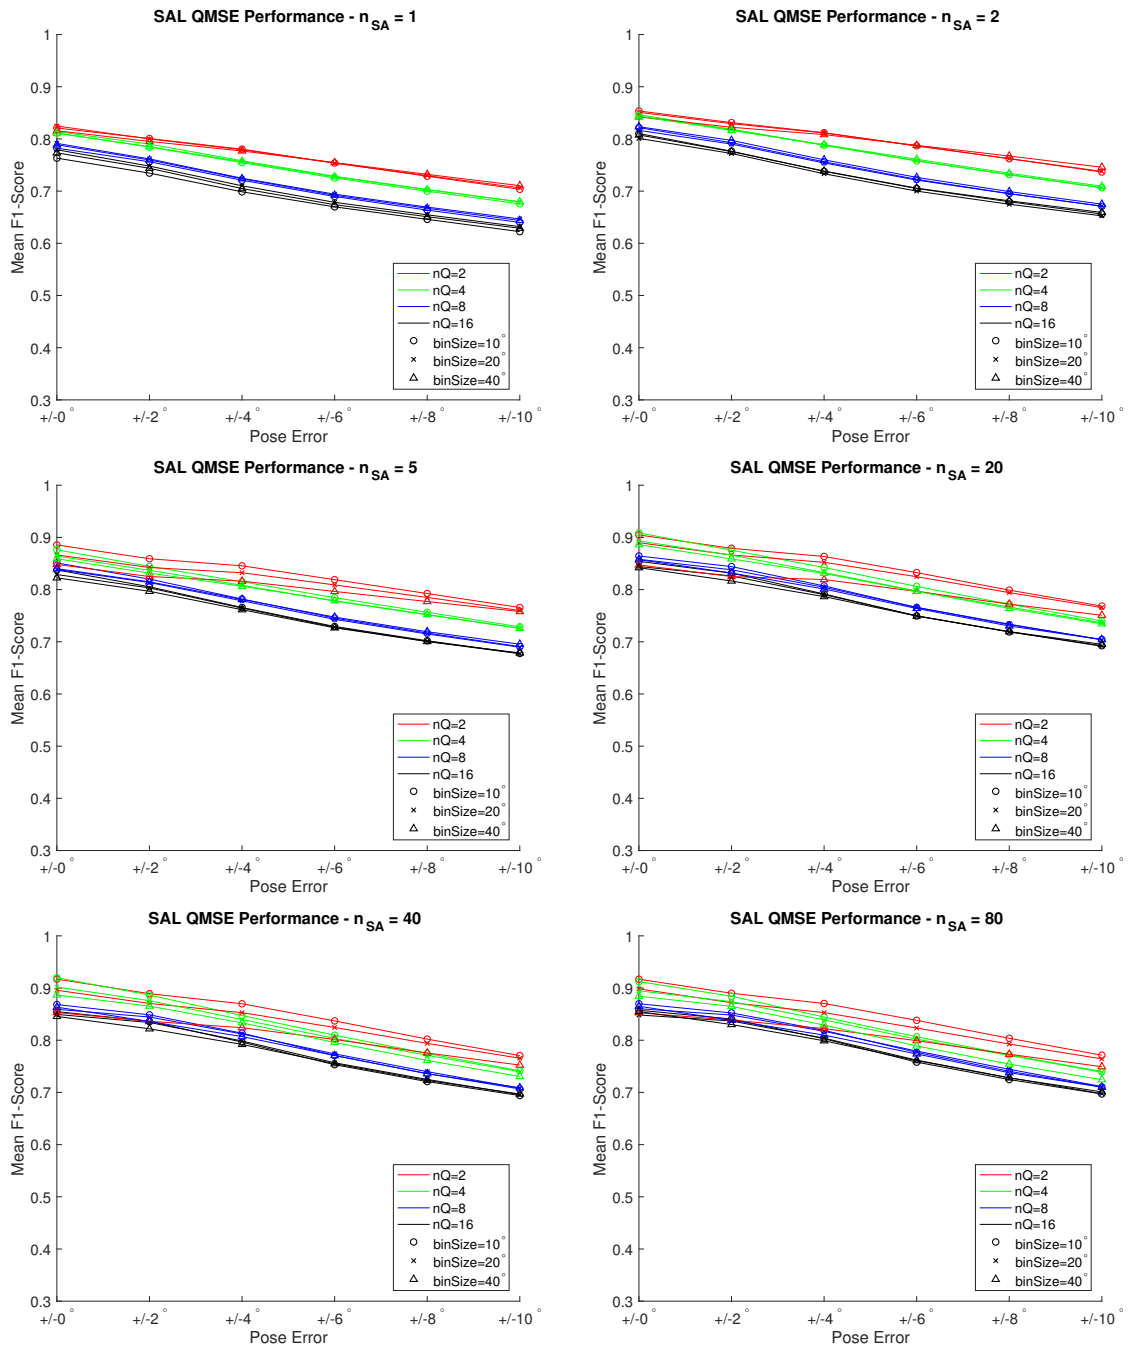 SAL QMSE Performance - n_SA = 1
1
0.9
0.8
0.7
0.6
0.5
0.4
0.3
Mean F1-Score
nQ=2
nQ=4
nQ=8
nQ=16
binSize=10°
binSize=20°
binSize=40°
+/-0° +/-2° +/-4° +/-6° +/-8° +/-10°
Pose Error
SAL QMSE Performance - n_SA = 2
1
0.9
0.8
0.7
0.6
0.5
0.4
0.3
Mean F1-Score
nQ=2
nQ=4
nQ=8
nQ=16
binSize=10°
binSize=20°
binSize=40°
+/-0° +/-2° +/-4° +/-6° +/-8° +/-10°
Pose Error
SAL QMSE Performance - n_SA = 5
1
0.9
0.8
0.7
0.6
0.5
0.4
0.3
Mean F1-Score
nQ=2
nQ=4
nQ=8
nQ=16
binSize=10°
binSize=20°
binSize=40°
+/-0° +/-2° +/-4° +/-6° +/-8° +/-10°
Pose Error
SAL QMSE Performance - n_SA = 20
1
0.9
0.8
0.7
0.6
0.5
0.4
0.3
Mean F1-Score
nQ=2
nQ=4
nQ=8
nQ=16
binSize=10°
binSize=20°
binSize=40°
+/-0° +/-2° +/-4° +/-6° +/-8° +/-10°
Pose Error
SAL QMSE Performance - n_SA = 40
1
0.9
0.8
0.7
0.6
0.5
0.4
0.3
Mean F1-Score
nQ=2
nQ=4
nQ=8
nQ=16
binSize=10°
binSize=20°
binSize=40°
+/-0° +/-2° +/-4° +/-6° +/-8° +/-10°
Pose Error
SAL QMSE Performance - n_SA = 80
1
0.9
0.8
0.7
0.6
0.5
0.4
0.3
Mean F1-Score
nQ=2
nQ=4
nQ=8
nQ=16
binSize=10°
binSize=20°
binSize=40°
+/-0° +/-2° +/-4° +/-6° +/-8° +/-10°
Pose Error